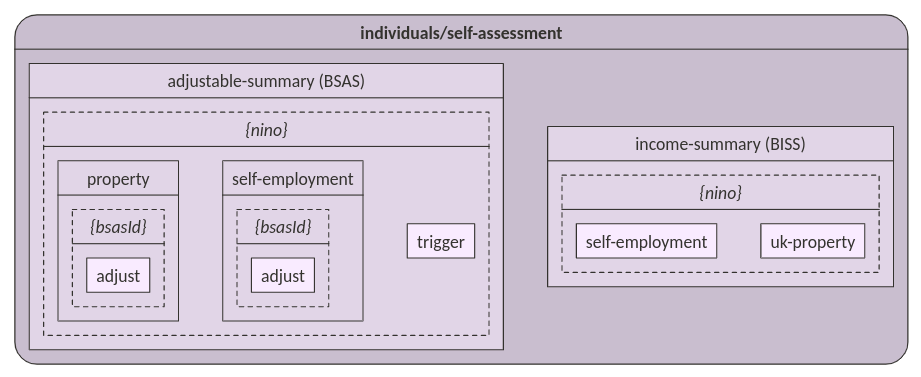 individuals/self-assessment
adjustable-summary (BSAS)
{nino}
property
{bsasId}
adjust
self-employment
{bsasId}
adjust
trigger
income-summary (BISS)
{nino}
self-employment
uk-property